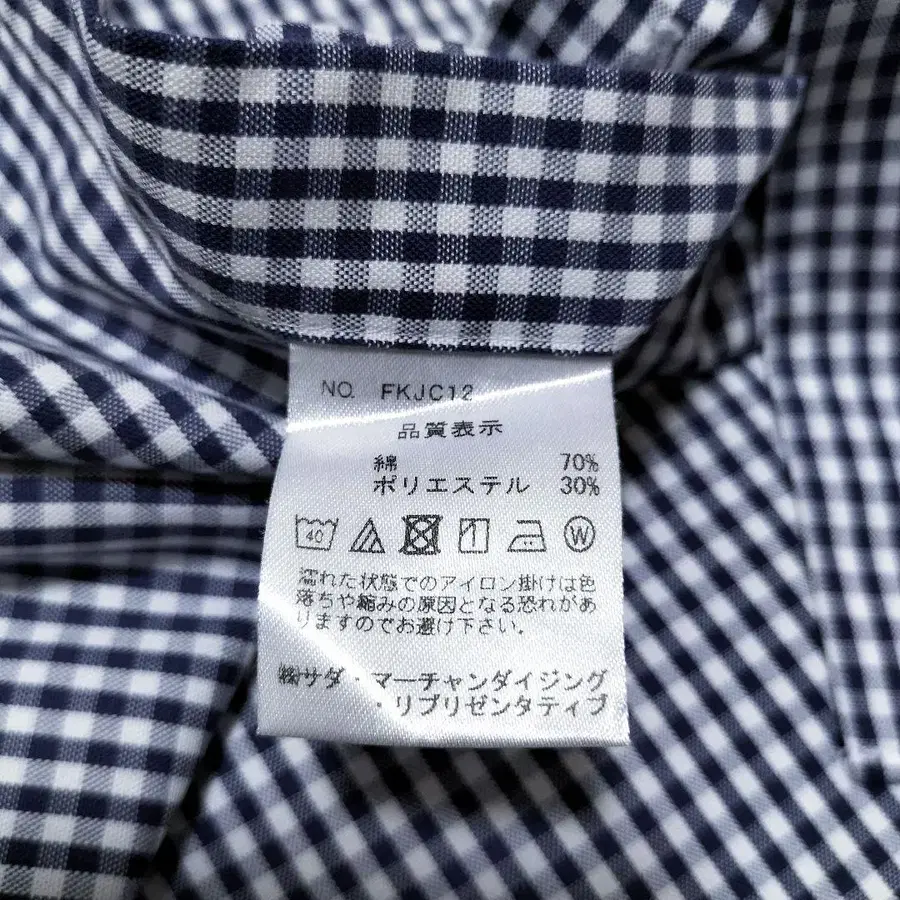 NO. FKJC12
品質表示
綿 70%
ポリエステル 30%
40 W
濡れた状態でのアイロン掛けは色
落ちや縮みの原因となる恐れがあ
りますのでお避け下さい。
㈱サダ・マーチャンダイジング
・リプリゼンタティブ